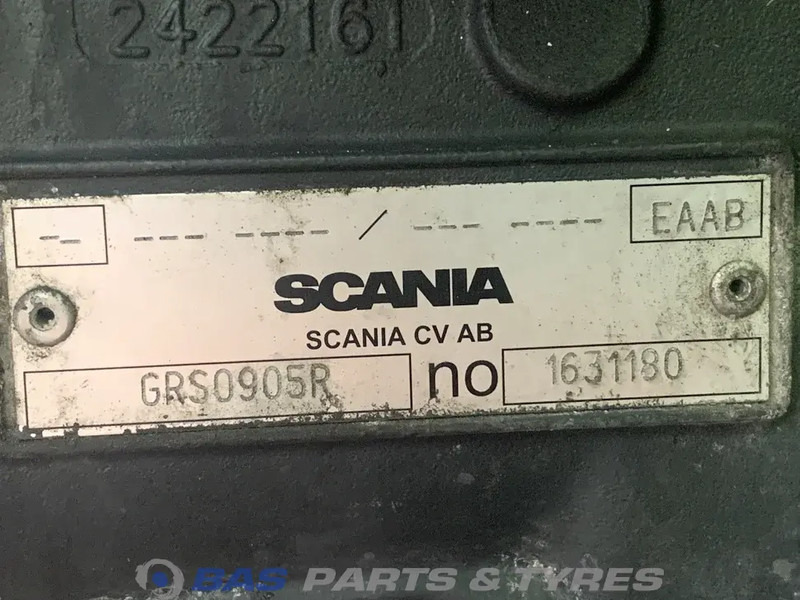 2422161
-- --- ---- / --- ---- EAAB
SCANIA
SCANIA CV AB
GRS0905R no 1631180
BAS PARTS & TYRES